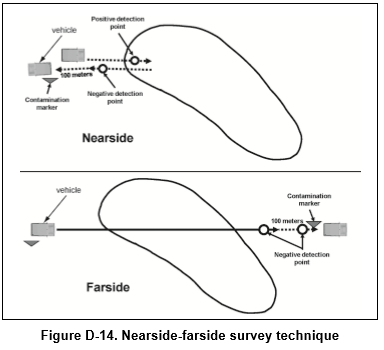 vehicle
Positive detection
point
100 meters
Contamination
marker
Negative detection
point
Nearside
vehicle
Contamination
marker
100 meters
Negative detection
point
Farside
Figure D-14. Nearside-farside survey technique